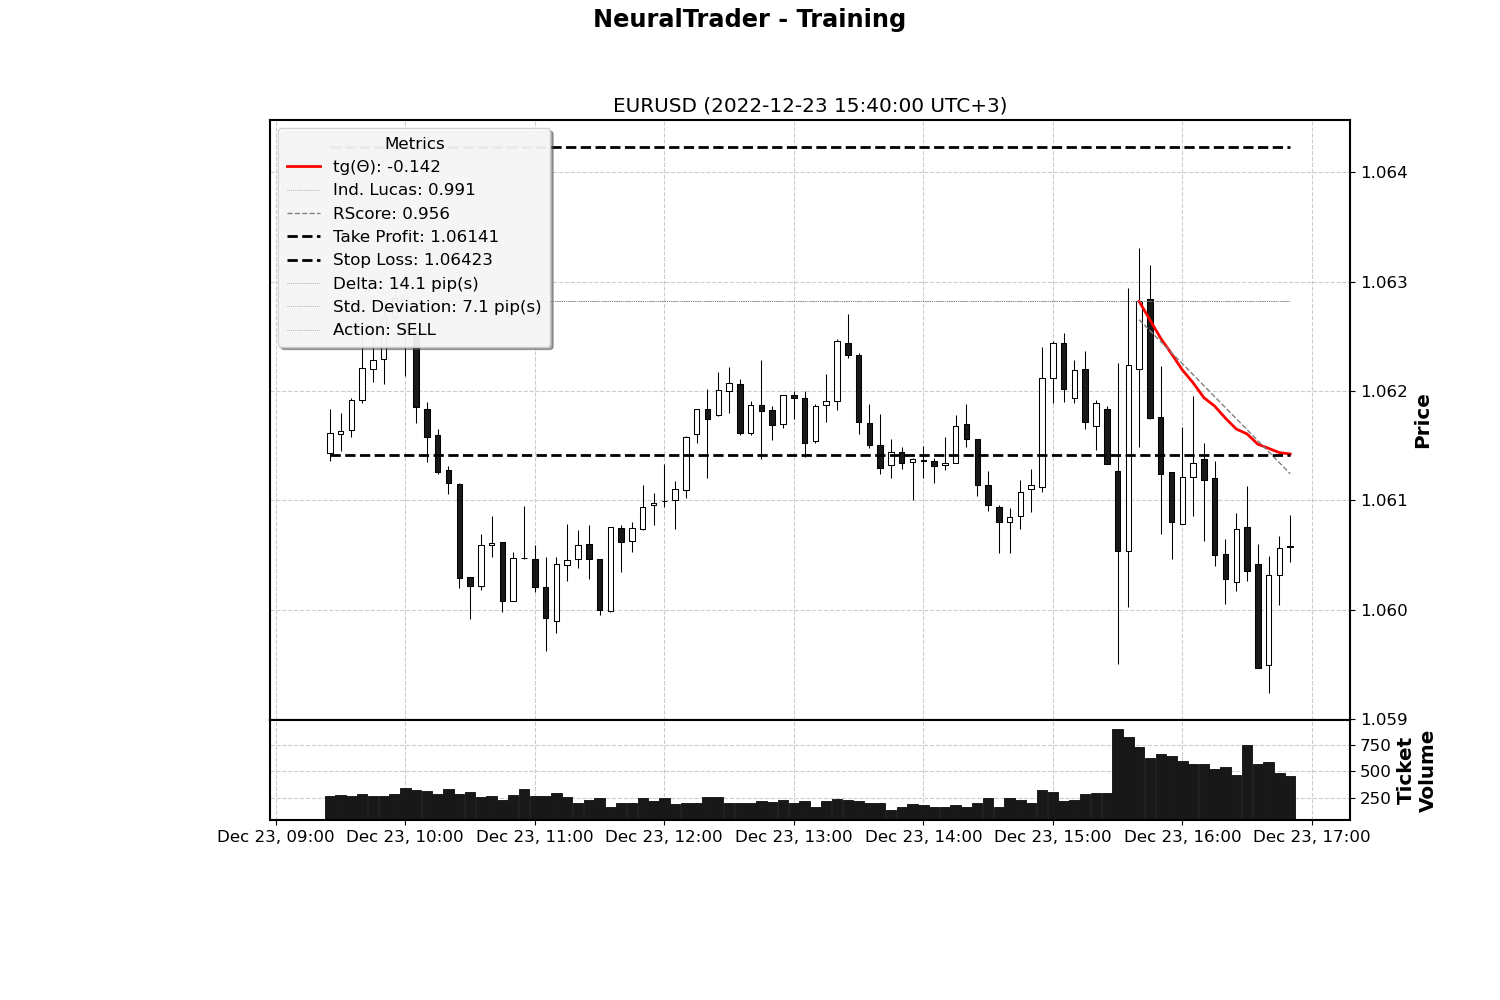 NeuralTrader - Training
EURUSD (2022-12-23 15:40:00 UTC+3)
Metrics
tg(Θ): -0.142
Ind. Lucas: 0.991
RScore: 0.956
Take Profit: 1.06141
Stop Loss: 1.06423
Delta: 14.1 pip(s)
Std. Deviation: 7.1 pip(s)
Action: SELL
1.064
1.063
1.062
1.061
1.060
1.059
Price
750
500
250
Ticket
Volume
Dec 23, 09:00 Dec 23, 10:00 Dec 23, 11:00 Dec 23, 12:00 Dec 23, 13:00 Dec 23, 14:00 Dec 23, 15:00 Dec 23, 16:00 Dec 23, 17:00